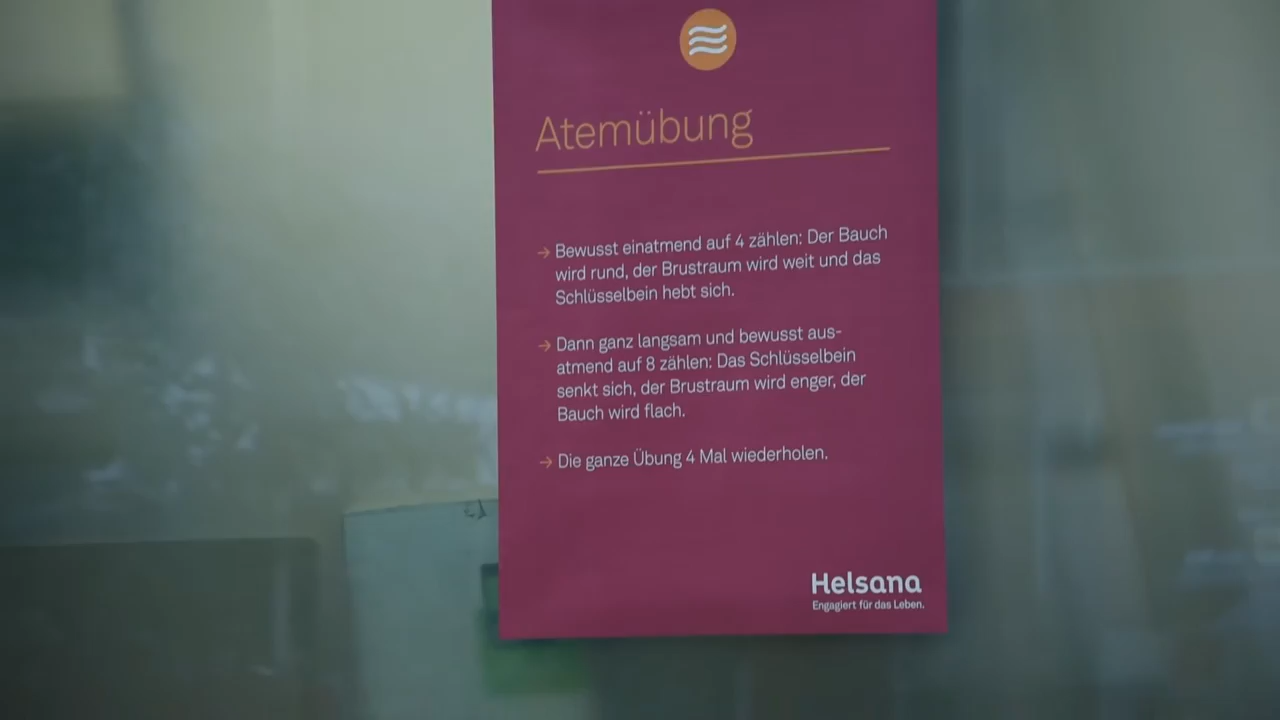 Atemübung
→ Bewusst einatmend auf 4 zählen: Der Bauch
wird rund, der Brustraum wird weit und das
Schlüsselbein hebt sich.
→ Dann ganz langsam und bewusst aus-
atmend auf 8 zählen: Das Schlüsselbein
senkt sich, der Brustraum wird enger, der
Bauch wird flach.
→ Die ganze Übung 4 Mal wiederholen.
Helsana
Engagiert für das Leben.